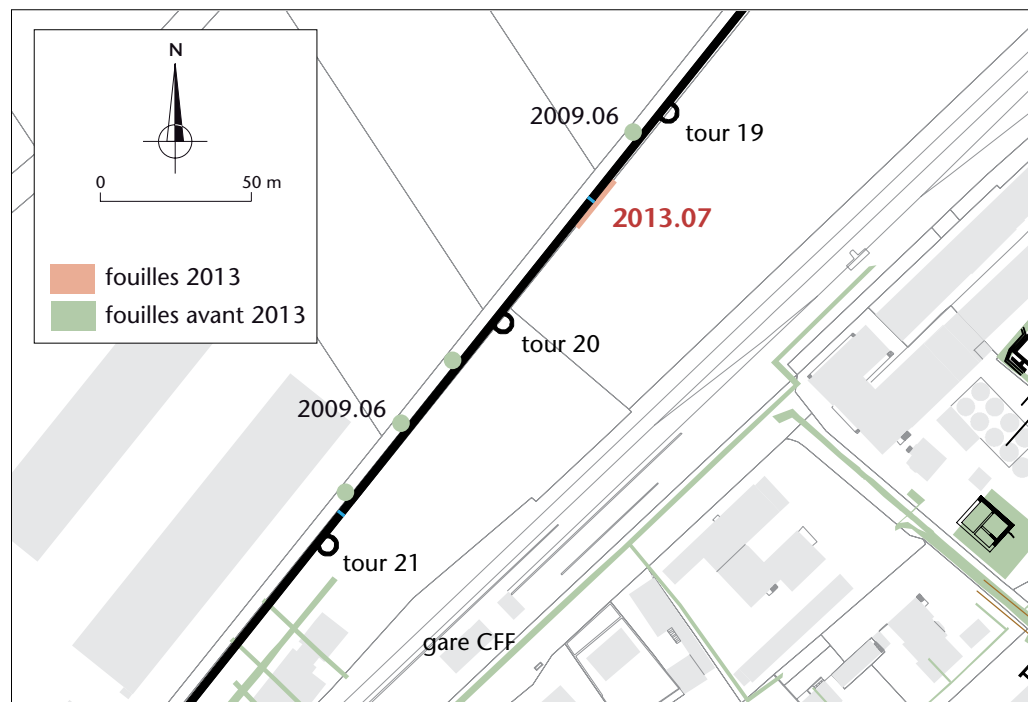 N
0 50 m
fouilles 2013
fouilles avant 2013
2009.06
tour 19
2013.07
tour 20
2009.06
tour 21
gare CFF